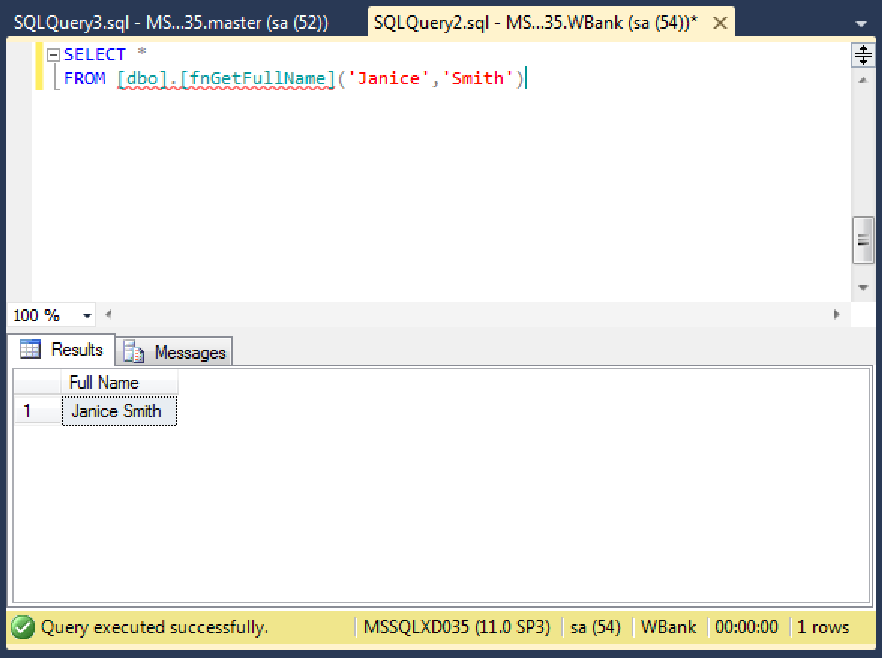 SQLQuery3.sql - MS...35.master (sa (52)) SQLQuery2.sql - MS...35.WBank (sa (54))*
SELECT *
FROM [dbo].[fnGetFullName]('Janice','Smith')
100 %
Results Messages
Full Name
1 Janice Smith
Query executed successfully. MSSQLXD035 (11.0 SP3) sa (54) WBank 00:00:00 1 rows